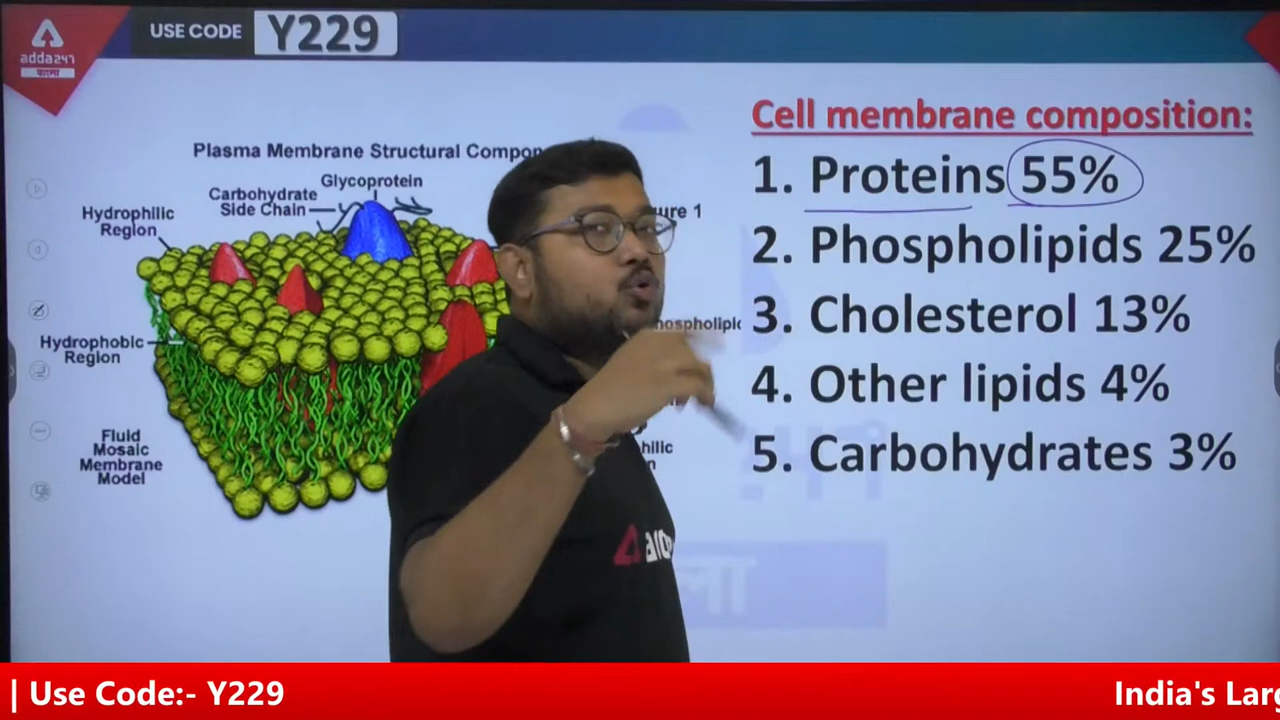 USE CODE Y229
adda247
বাংলা
Cell membrane composition:
1. Proteins 55%
2. Phospholipids 25%
3. Cholesterol 13%
4. Other lipids 4%
5. Carbohydrates 3%
Plasma Membrane Structural
Glycoprotein
Carbohydrate
Side Chain
Hydrophilic
Region
Hydrophobic
Region
Fluid
Mosaic
Membrane
Model
| Use Code:- Y229
India's